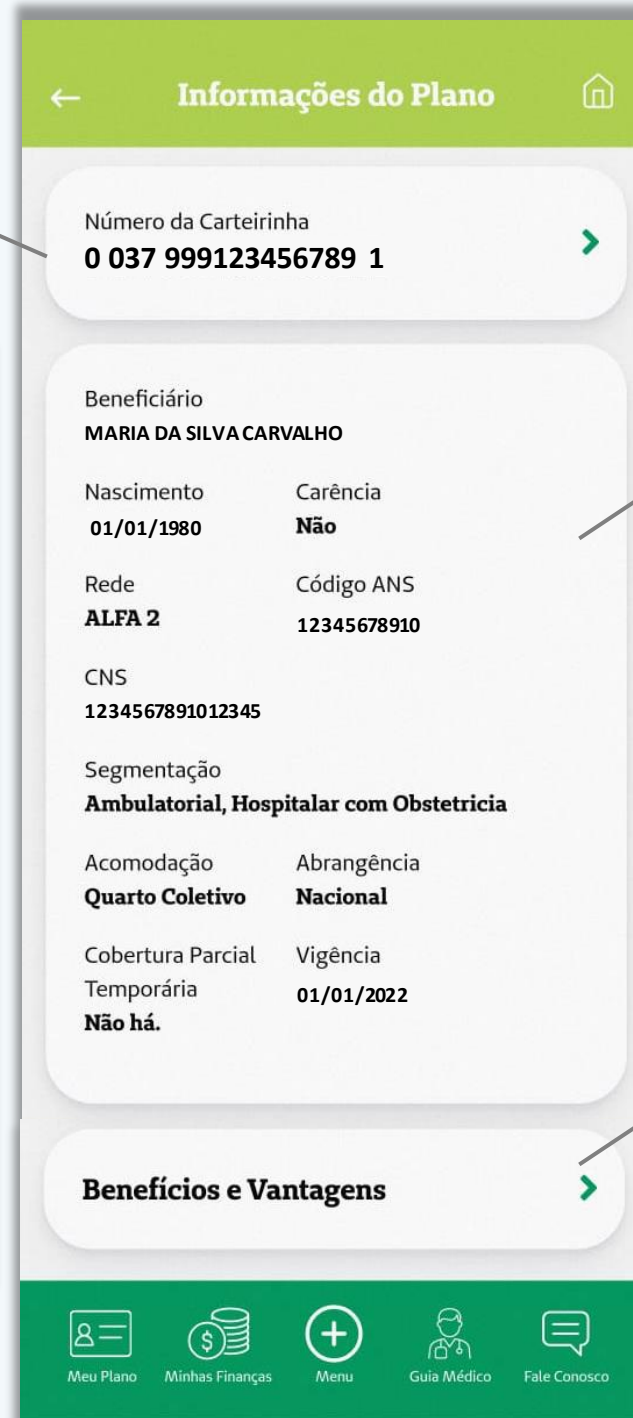 Informações do Plano
Número da Carteirinha
0 037 999123456789 1
Beneficiário
MARIA DA SILVA CARVALHO
Nascimento Carência
01/01/1980 Não
Rede Código ANS
ALFA 2 12345678910
CNS
1234567891012345
Segmentação
Ambulatorial, Hospitalar com Obstetricia
Acomodação Abrangência
Quarto Coletivo Nacional
Cobertura Parcial Vigência
Temporária 01/01/2022
Não há.
Benefícios e Vantagens
Meu Plano Minhas Finanças Menu Guia Médico Fale Conosco